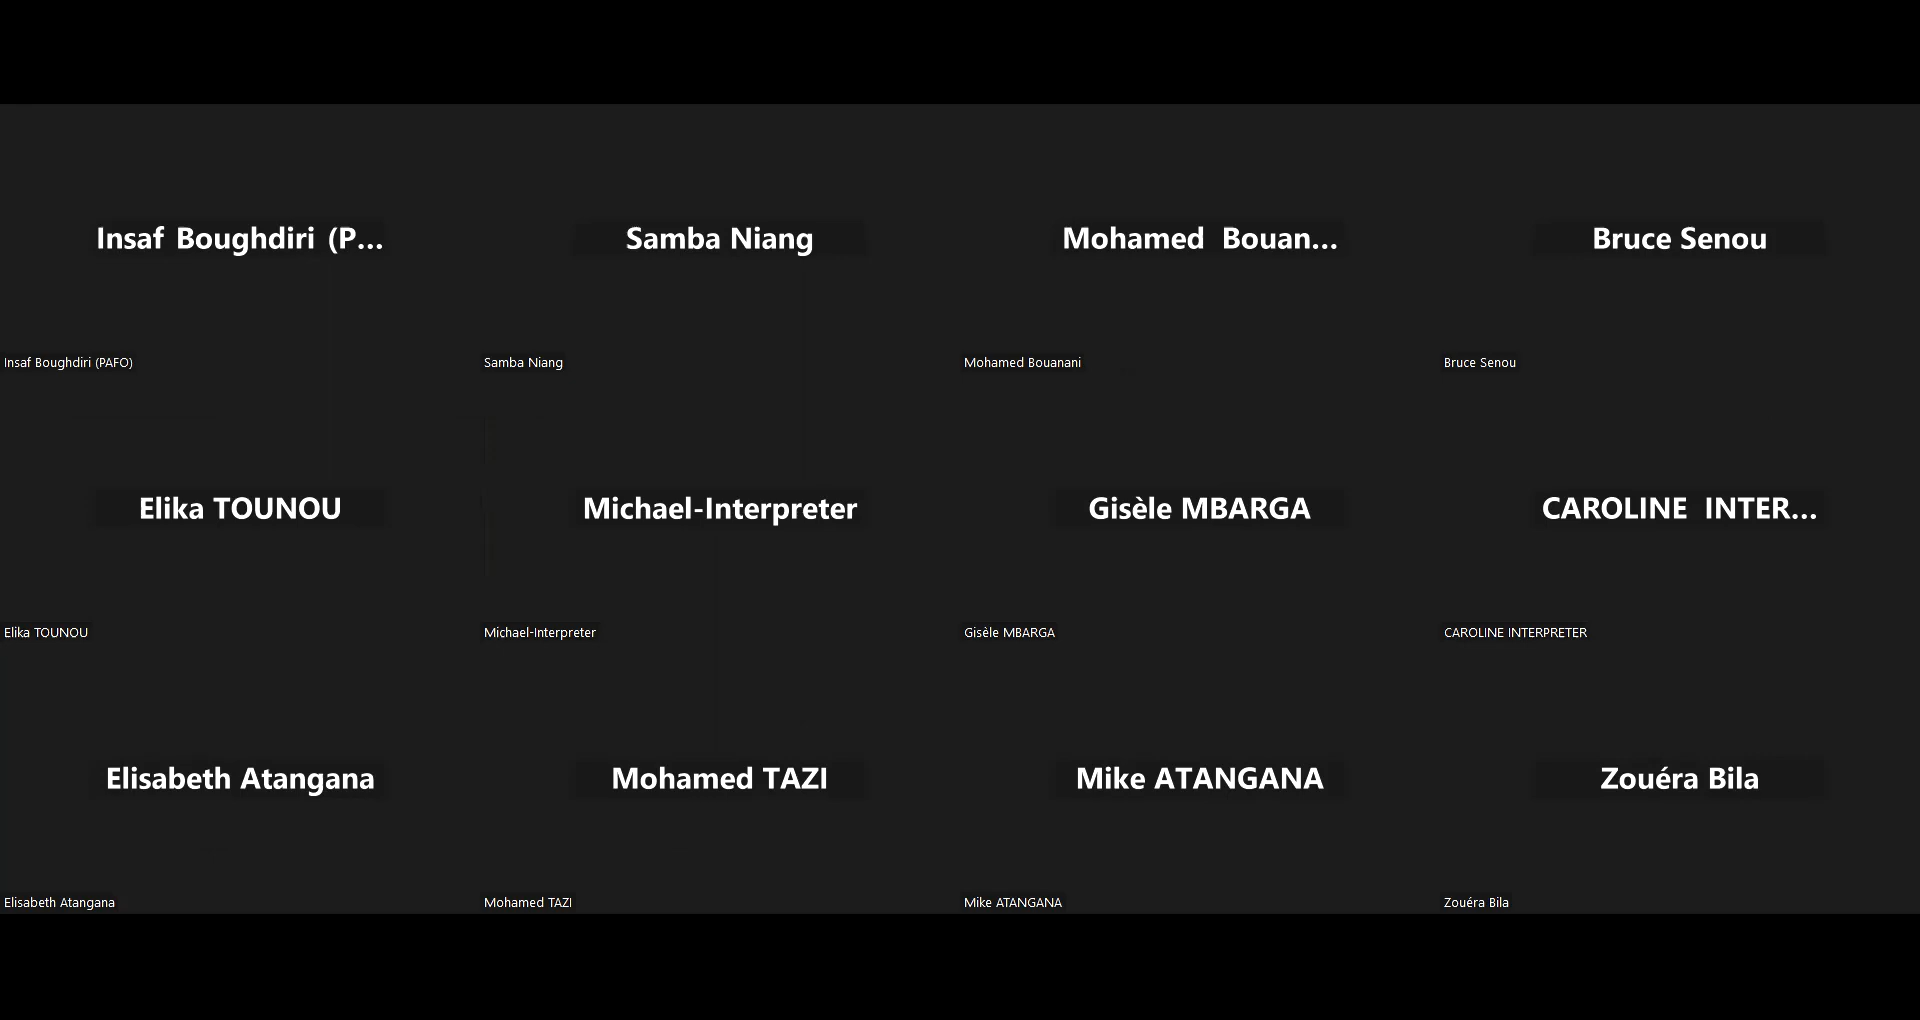 Insaf Boughdiri (P...
Samba Niang
Mohamed Bouan...
Bruce Senou
Insaf Boughdiri (PAFO)
Samba Niang
Mohamed Bouanani
Bruce Senou
Elika TOUNOU
Michael-Interpreter
Gisèle MBARGA
CAROLINE INTER...
Elika TOUNOU
Michael-Interpreter
Gisèle MBARGA
CAROLINE INTERPRETER
Elisabeth Atangana
Mohamed TAZI
Mike ATANGANA
Zouéra Bila
Elisabeth Atangana
Mohamed TAZI
Mike ATANGANA
Zouéra Bila